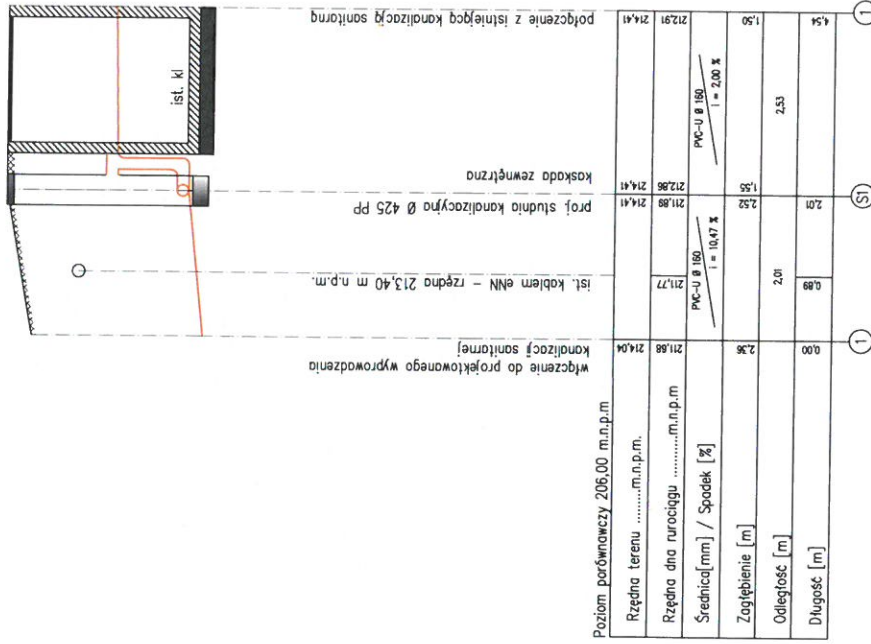 ist. kl
połączenie z istniejącą kanalizacją sanitarną
kaskada zewnętrzna
proj. studnia kanalizacyjna Ø 425 PP
ist. kablem eNN – rzędna 213,40 m n.p.m.
włączenie do projektowanego wyprowadzenia
kanalizacji sanitarnej
Poziom porównawczy 206,00 m.n.p.m
Rzędna terenu .........m.n.p.m. 214,04 214,41 214,41 214,41
Rzędna dna rurociągu ...........m.n.p.m 211,68 211,77 211,89 212,86 212,91
Średnica[mm] / Spadek [%] PVC-U Ø 160 i = 10,47 % PVC-U Ø 160 i = 2,00 %
Zagłębienie [m] 2,36 2,52 1,55 1,50
Odległość [m] 2,01 2,53
Długość [m] 0,00 0,89 2,01 4,54
1 S1 1